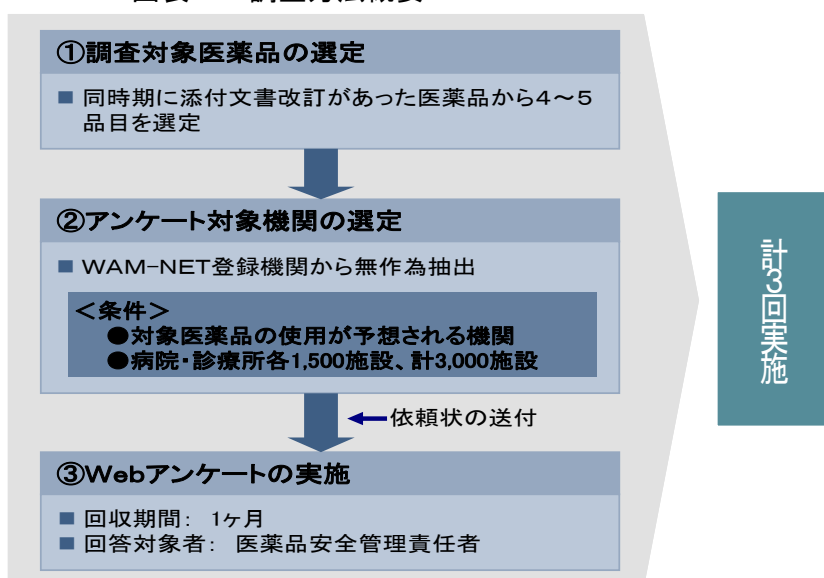 ①調査対象医薬品の選定
■ 同時期に添付文書改訂があった医薬品から4～5
品目を選定
②アンケート対象機関の選定
■ WAM-NET登録機関から無作為抽出
＜条件＞
●対象医薬品の使用が予想される機関
●病院・診療所各1,500施設、計3,000施設
依頼状の送付
③Webアンケートの実施
■ 回収期間： 1ヶ月
■ 回答対象者： 医薬品安全管理責任者
計3回実施